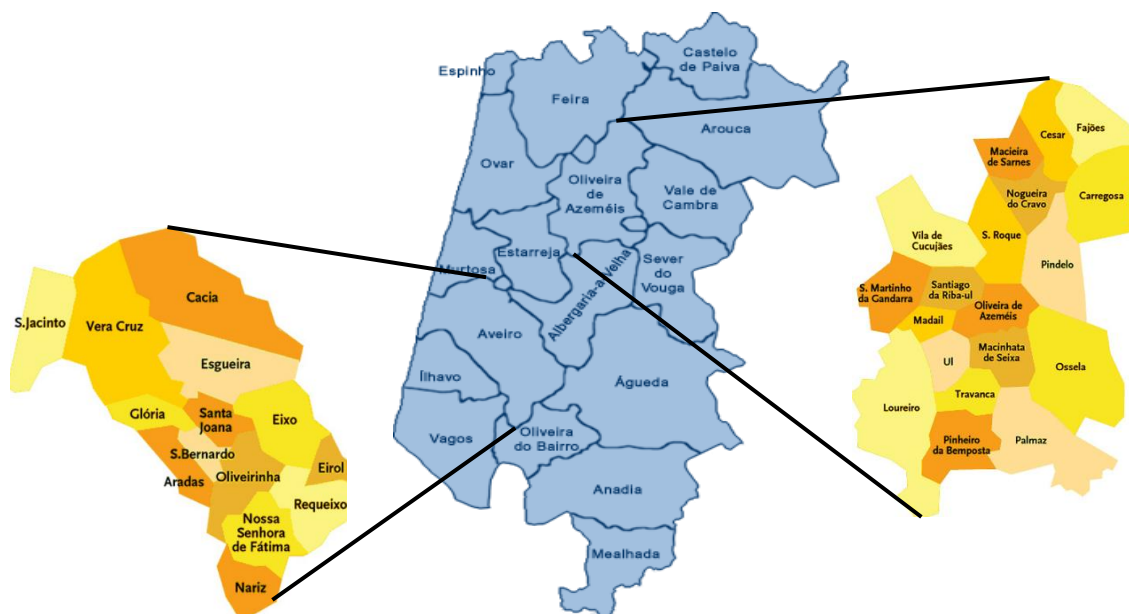 Castelo
de Paiva
Espinho
Feira
Arouca
Ovar
Oliveira
de
Azeméis
Vale de
Cambra
Estarreja
Murtosa
Albergaria-a-Velha
Sever
do
Vouga
Aveiro
Ílhavo
Águeda
Vagos
Oliveira
do Bairro
Anadia
Mealhada
Cacia
S.Jacinto
Vera Cruz
Esgueira
Glória
Santa
Joana
Eixo
S.Bernardo
Aradas
Oliveirinha
Eirol
Requeixo
Nossa
Senhora
de Fátima
Nariz
Cesar
Fajões
Macieira
de Sarnes
Nogueira
do Cravo
Carregosa
Vila de
Cucujães
S. Roque
Pindelo
S. Martinho
da Gandarra
Santiago
da Riba-ul
Oliveira de
Azeméis
Madail
Macinhata
de Seixa
Ul
Ossela
Travanca
Loureiro
Pinheiro
da Bemposta
Palmaz